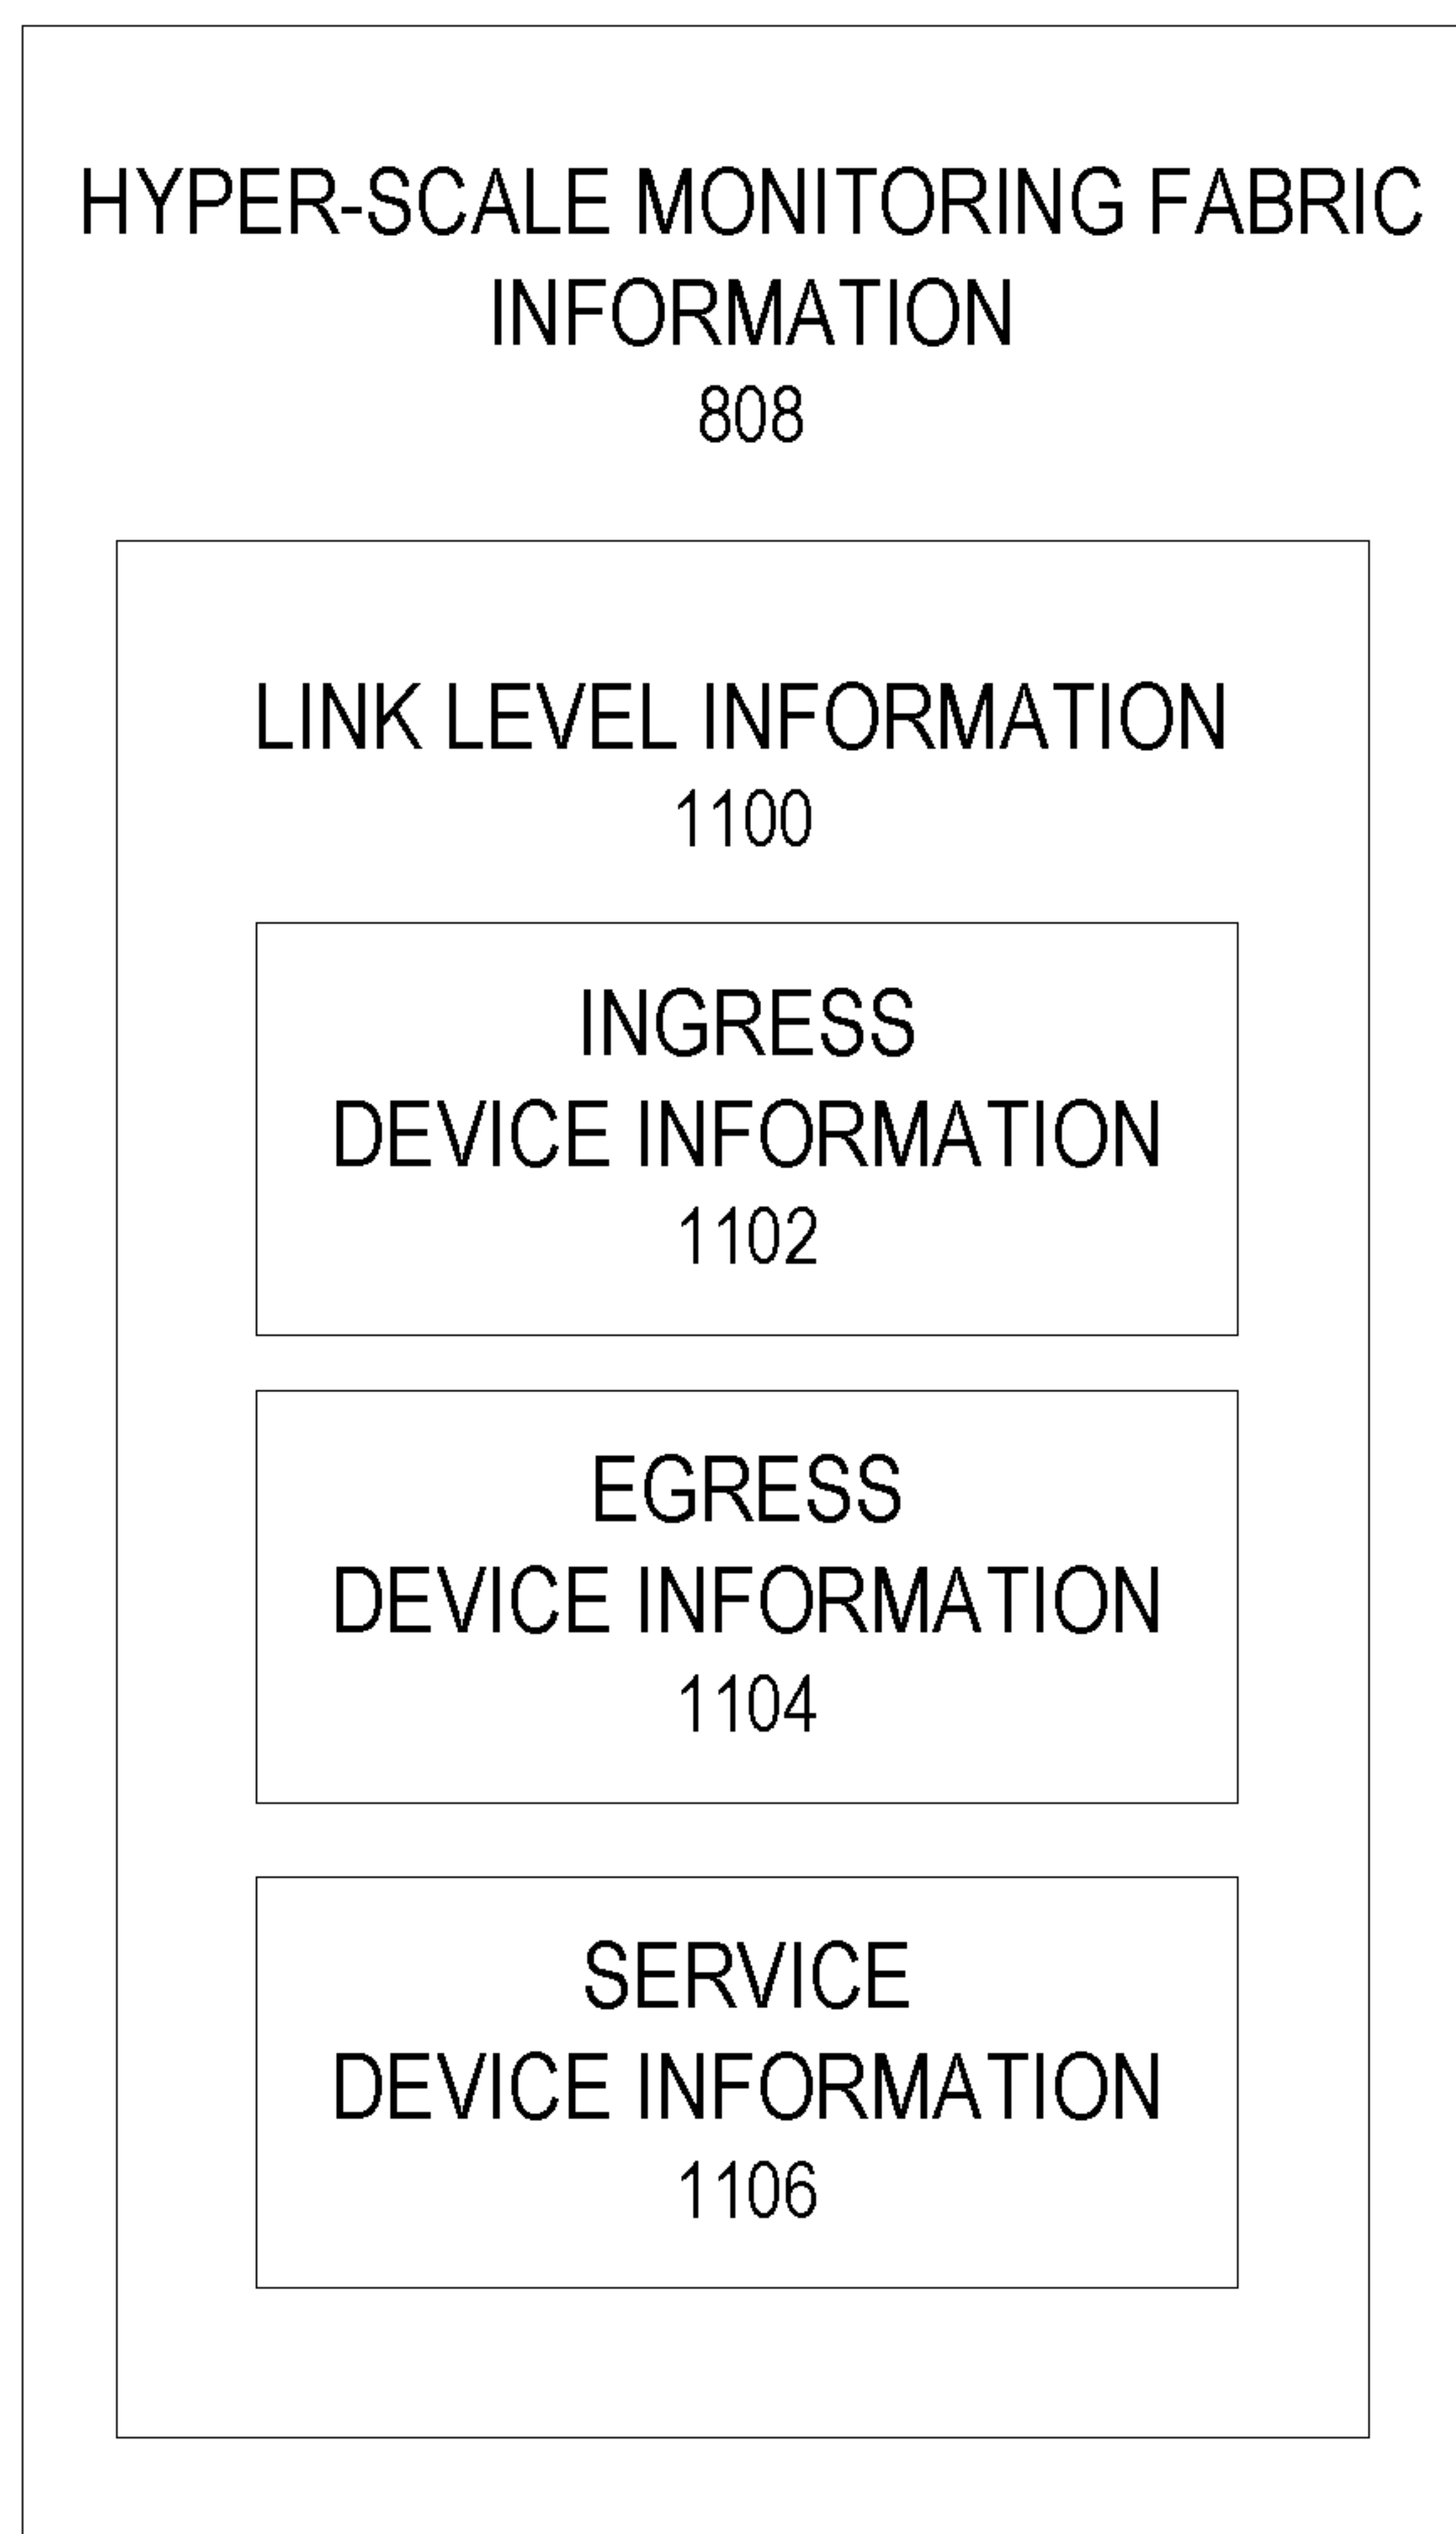 HYPER-SCALE MONITORING FABRIC
INFORMATION
808
LINK LEVEL INFORMATION
1100
INGRESS
DEVICE INFORMATION
1102
EGRESS
DEVICE INFORMATION
1104
SERVICE
DEVICE INFORMATION
1106